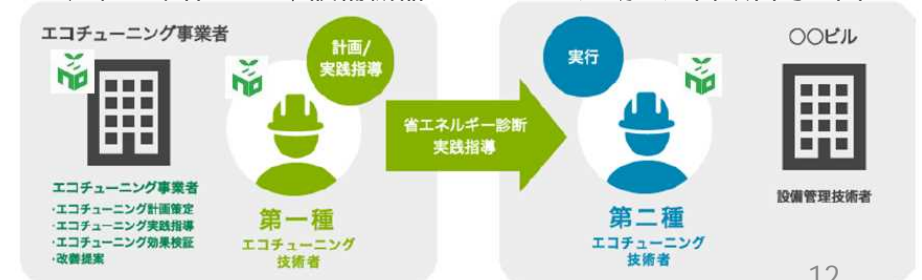 エコチューニング事業者
計画/
実践指導
エコチューニング事業者
・エコチューニング計画策定
・エコチューニング実践指導
・エコチューニング効果検証
・改善提案
第一種
エコチューニング
技術者
省エネルギー診断
実践指導
実行
第二種
エコチューニング
技術者
〇〇ビル
設備管理技術者
12